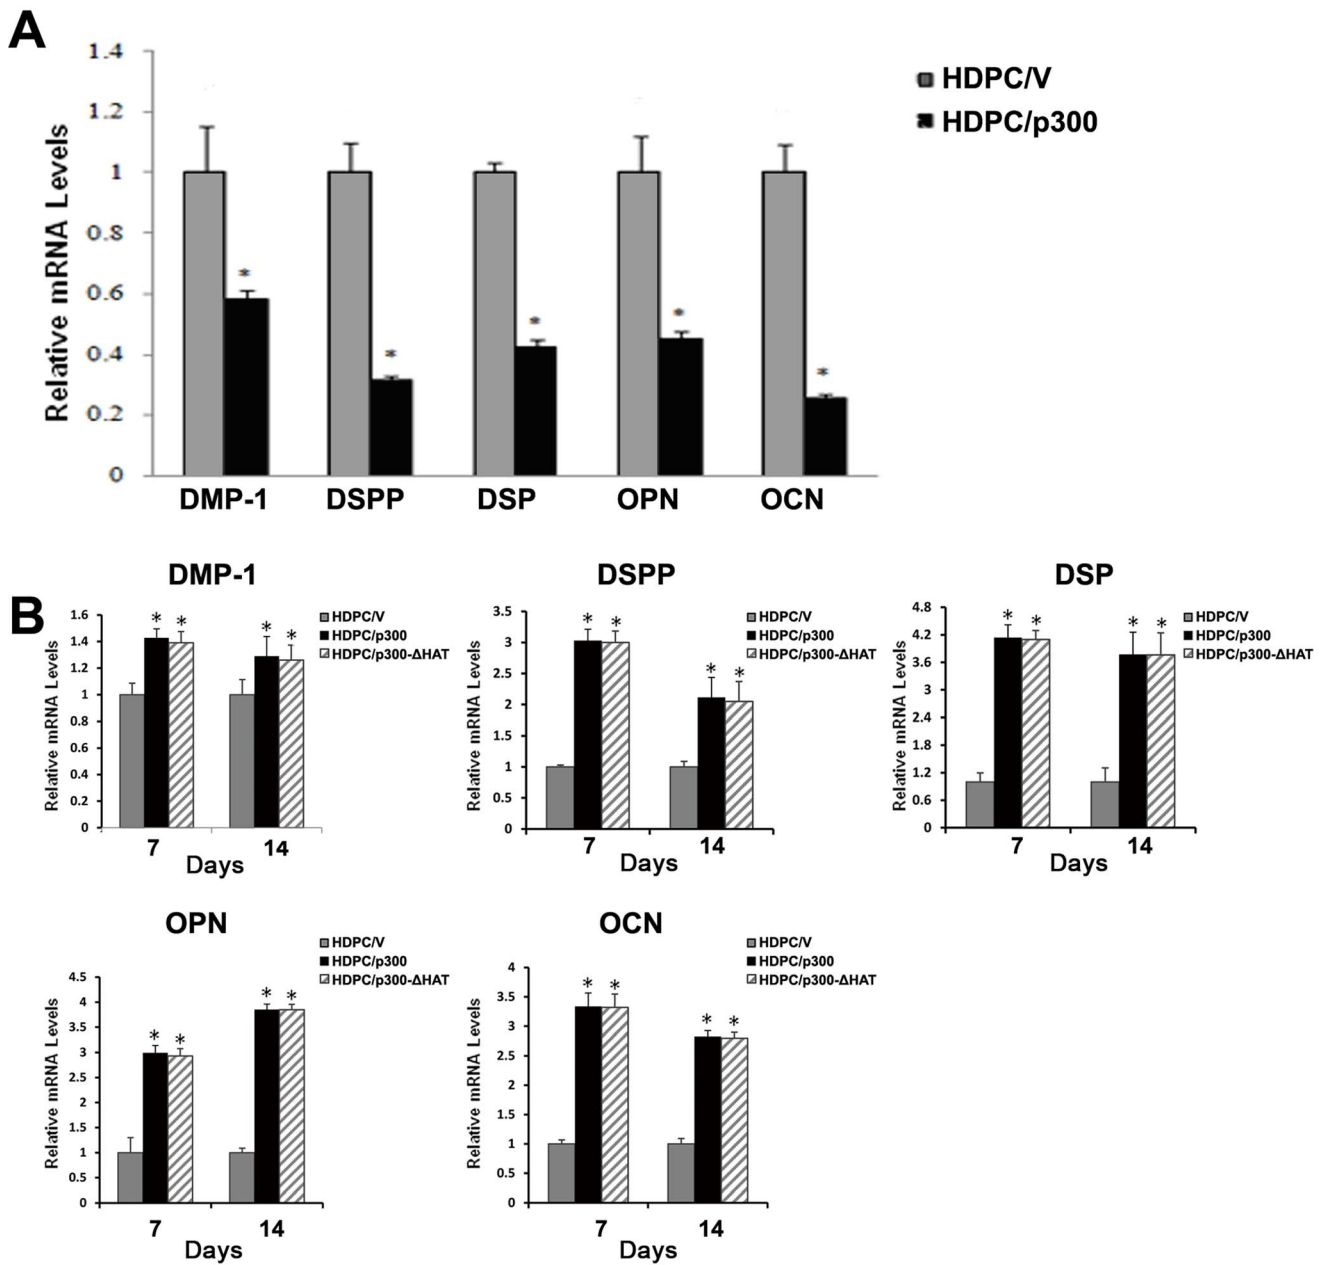 A
1.4
1.2
1
0.8
0.6
0.4
0.2
0
Relative mRNA Levels
HDPC/V
HDPC/p300
*
*
*
*
*
DMP-1 DSPP DSP OPN OCN
B
DMP-1
1.6
1.4
1.2
1
0.8
0.6
0.4
0.2
0
Relative mRNA Levels
* * * *
HDPC/V
HDPC/p300
HDPC/p300-ΔHAT
7 14
Days
DSPP
3.5
3
2.5
2
1.5
1
0.5
0
Relative mRNA Levels
* * * *
HDPC/V
HDPC/p300
HDPC/p300-ΔHAT
7 14
Days
DSP
4.8
4.2
3.6
3
2.4
1.8
1.2
0.6
0
Relative mRNA Levels
* * * *
HDPC/V
HDPC/p300
HDPC/p300-ΔHAT
7 14
Days
OPN
4.5
4
3.5
3
2.5
2
1.5
1
0.5
0
Relative mRNA Levels
* * * *
HDPC/V
HDPC/p300
HDPC/p300-ΔHAT
7 14
Days
OCN
4
3.5
3
2.5
2
1.5
1
0.5
0
Relative mRNA Levels
* * * *
HDPC/V
HDPC/p300
HDPC/p300-ΔHAT
7 14
Days